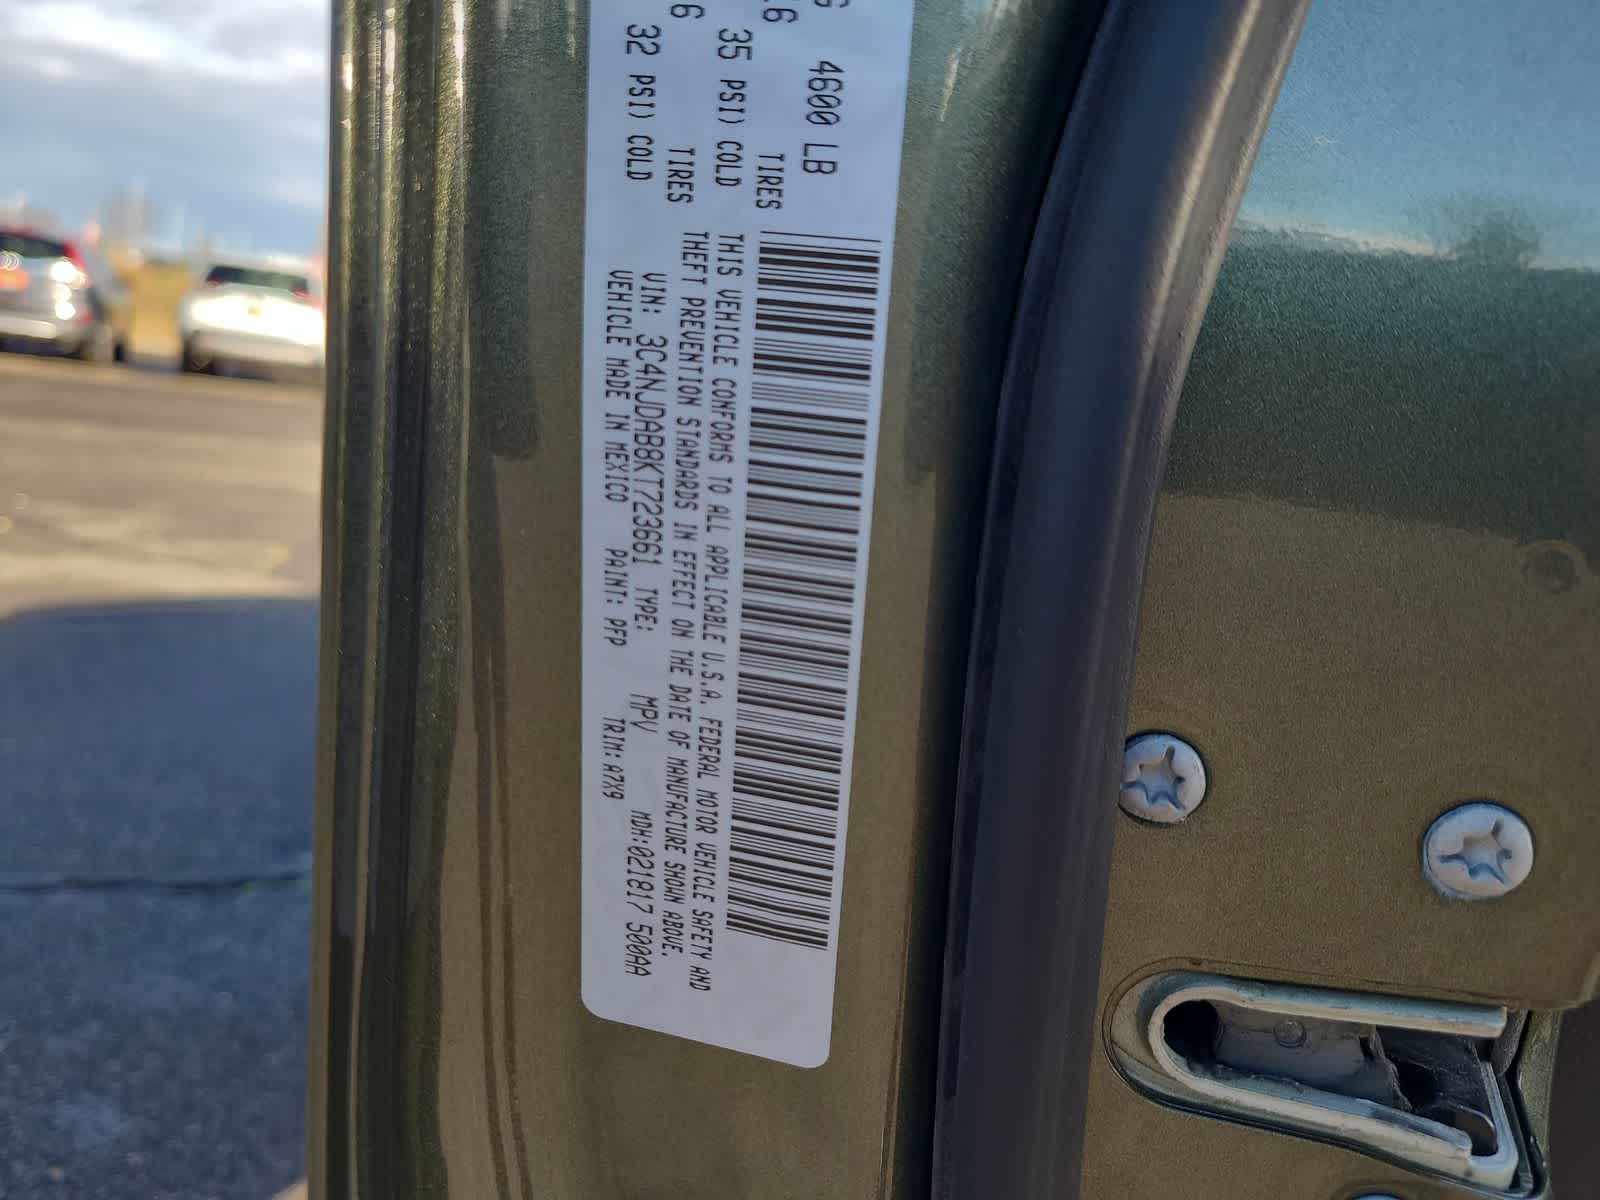 4600 LB
TIRES
35 PSI) COLD
TIRES
32 PSI) COLD
THIS VEHICLE CONFORMS TO ALL APPLICABLE U.S.A. FEDERAL MOTOR VEHICLE SAFETY AND
THEFT PREVENTION STANDARDS IN EFFECT ON THE DATE OF MANUFACTURE SHOWN ABOVE.
VIN: 3C4NJDAB8KT723661 TYPE: MPV MDH:021817 500AA
VEHICLE MADE IN MEXICO PAINT: PFP TRIM: A7X9